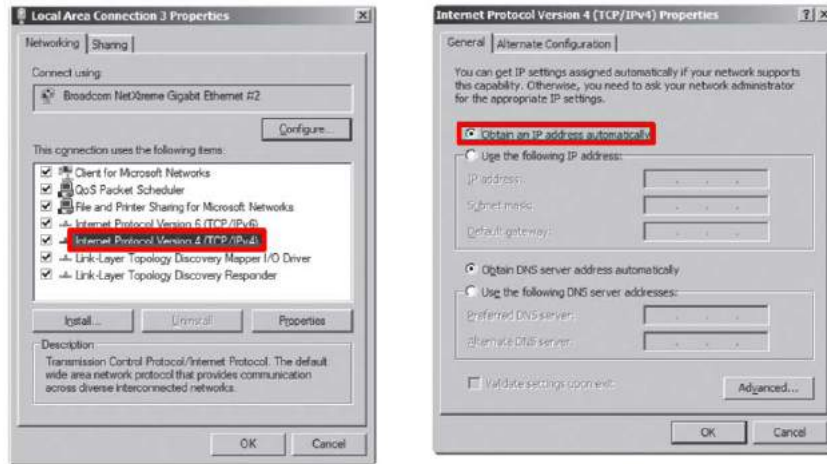 Local Area Connection 3 Properties
Networking
Sharing
Connect using:
Broadcom NetXtreme Gigabit Ethernet #2
Configure...
This connection uses the following items:
Client for Microsoft Networks
QoS Packet Scheduler
File and Printer Sharing for Microsoft Networks
Internet Protocol Version 6 (TCP/IPv6)
Internet Protocol Version 4 (TCP/IPv4)
Link-Layer Topology Discovery Mapper I/O Driver
Link-Layer Topology Discovery Responder
Install...
Uninstall
Properties
Description
Transmission Control Protocol/Internet Protocol. The default
wide area network protocol that provides communication
across diverse interconnected networks.
OK
Cancel
Internet Protocol Version 4 (TCP/IPv4) Properties
General
Alternate Configuration
You can get IP settings assigned automatically if your network supports
this capability. Otherwise, you need to ask your network administrator
for the appropriate IP settings.
Obtain an IP address automatically
Use the following IP address:
IP address:
Subnet mask:
Default gateway:
Obtain DNS server address automatically
Use the following DNS server addresses:
Preferred DNS server:
Alternate DNS server:
Validate settings upon exit
Advanced...
OK
Cancel